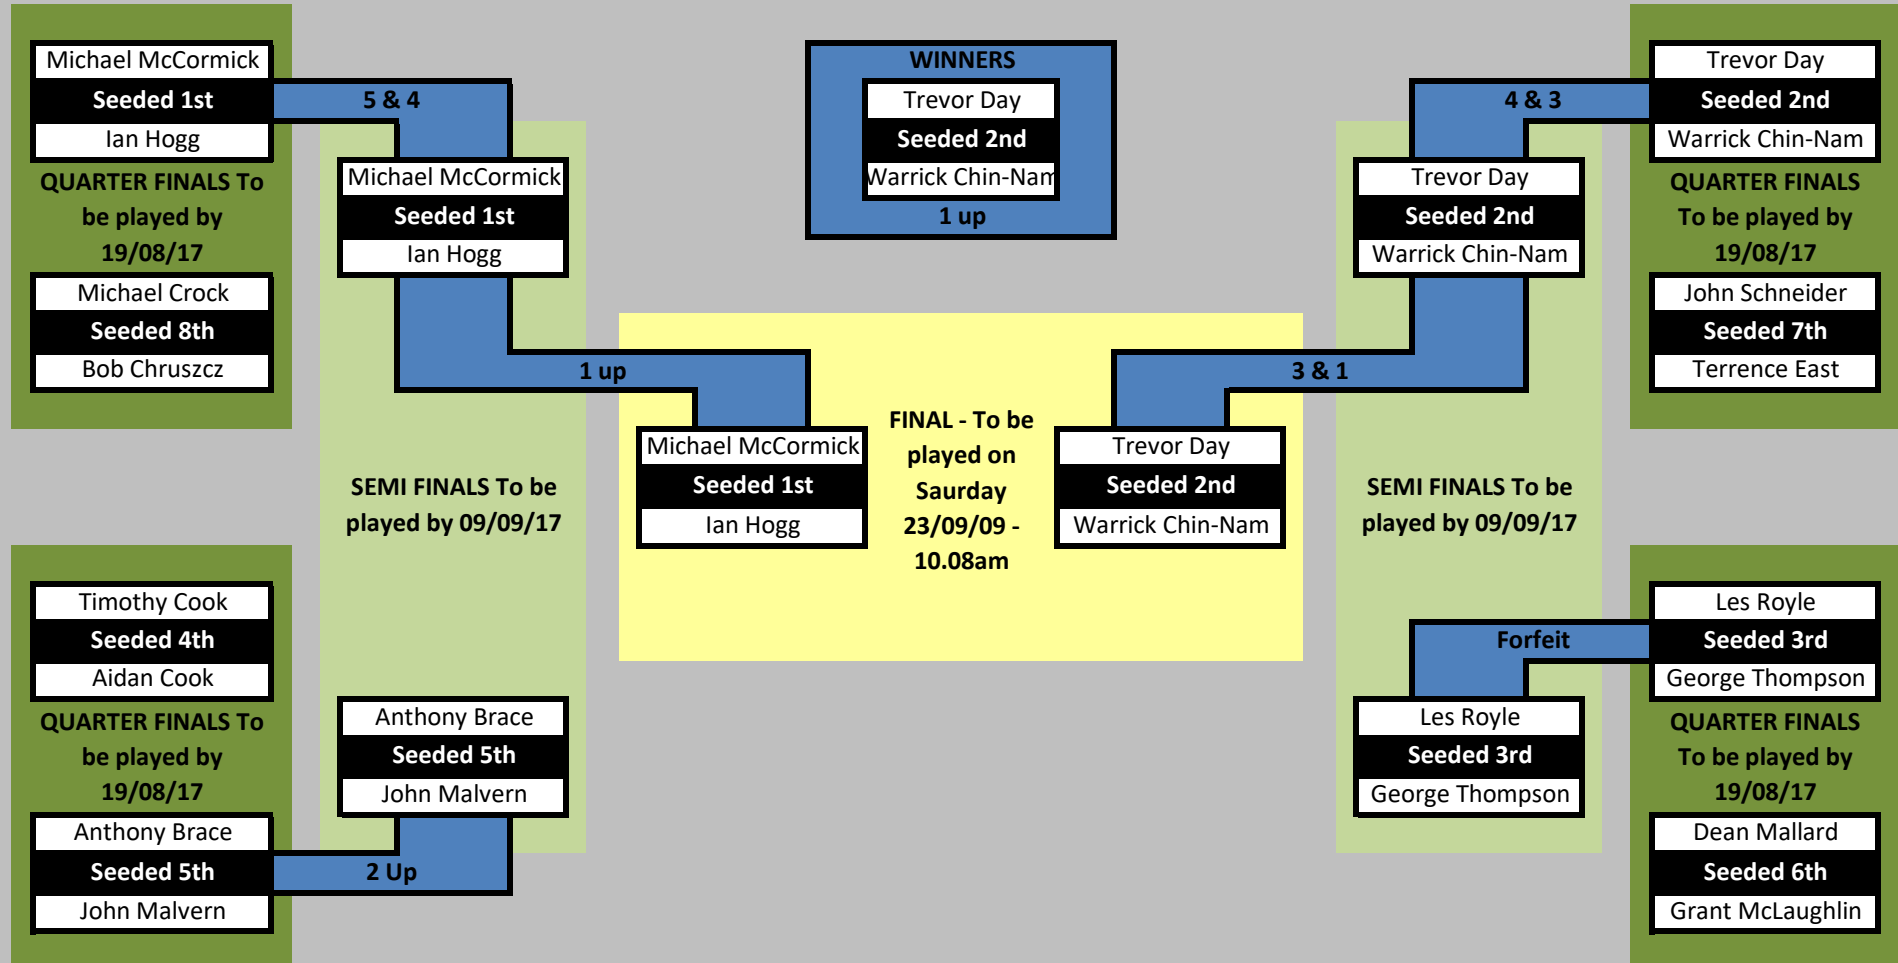 Michael McCormick
Seeded 1st
Ian Hogg
QUARTER FINALS To
be played by
19/08/17
Michael Crock
Seeded 8th
Bob Chruszcz
5 & 4
Michael McCormick
Seeded 1st
Ian Hogg
WINNERS
Trevor Day
Seeded 2nd
Warrick Chin-Nam
1 up
4 & 3
Trevor Day
Seeded 2nd
Warrick Chin-Nam
Trevor Day
Seeded 2nd
Warrick Chin-Nam
QUARTER FINALS
To be played by
19/08/17
John Schneider
Seeded 7th
Terrence East
1 up
3 & 1
Michael McCormick
Seeded 1st
Ian Hogg
FINAL - To be
played on
Saurday
23/09/09 -
10.08am
Trevor Day
Seeded 2nd
Warrick Chin-Nam
SEMI FINALS To be
played by 09/09/17
SEMI FINALS To be
played by 09/09/17
Timothy Cook
Seeded 4th
Aidan Cook
QUARTER FINALS To
be played by
19/08/17
Anthony Brace
Seeded 5th
John Malvern
2 Up
Anthony Brace
Seeded 5th
John Malvern
Forfeit
Les Royle
Seeded 3rd
George Thompson
Les Royle
Seeded 3rd
George Thompson
QUARTER FINALS
To be played by
19/08/17
Dean Mallard
Seeded 6th
Grant McLaughlin